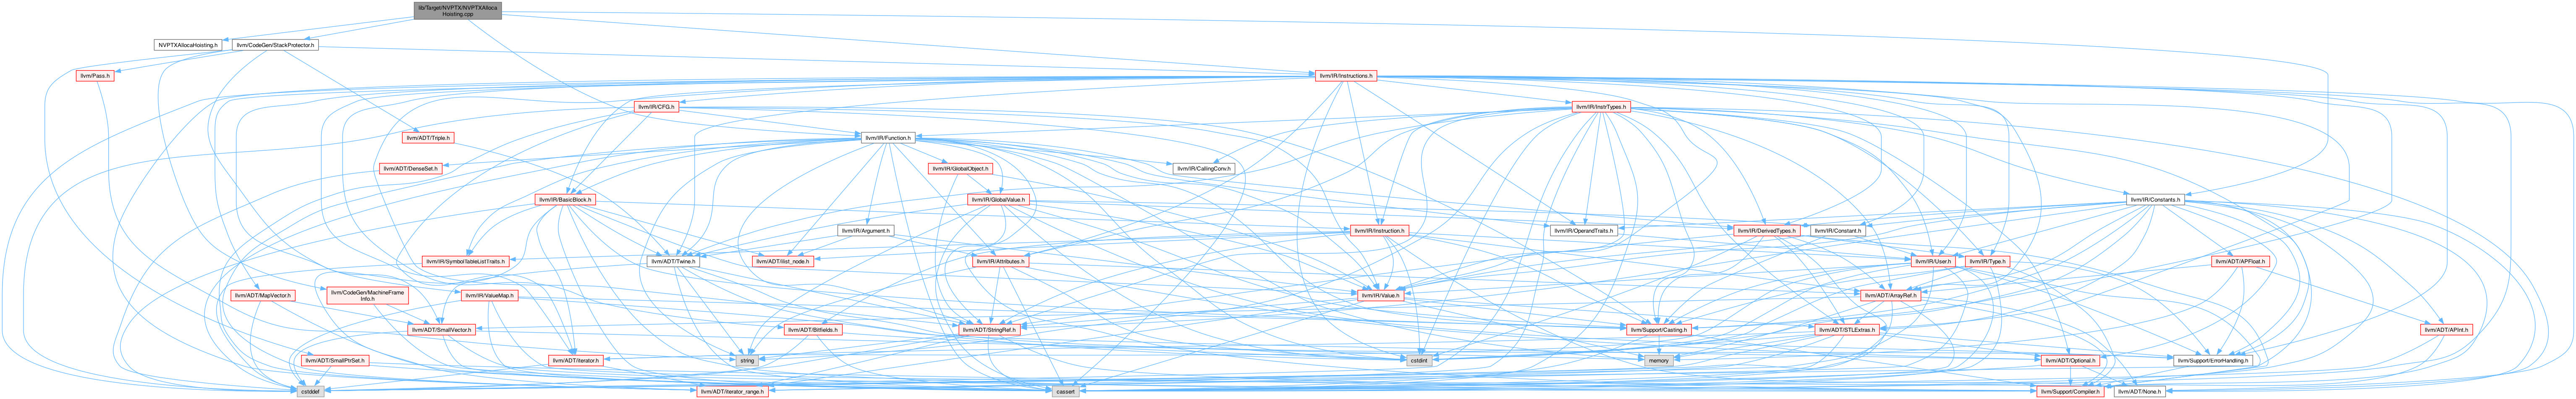 lib/Target/NVPTX/NVPTXAlloca
Hoisting.cpp
NVPTXAllocaHoisting.h
llvm/CodeGen/StackProtector.h
llvm/Pass.h
llvm/IR/Instructions.h
llvm/IR/CFG.h
llvm/IR/InstrTypes.h
llvm/ADT/Triple.h
llvm/IR/Function.h
llvm/ADT/DenseSet.h
llvm/IR/GlobalObject.h
llvm/IR/CallingConv.h
llvm/IR/BasicBlock.h
llvm/IR/GlobalValue.h
llvm/IR/Constants.h
llvm/IR/Argument.h
llvm/IR/Instruction.h
llvm/IR/OperandTraits.h
llvm/IR/DerivedTypes.h
llvm/IR/Constant.h
llvm/IR/SymbolTableListTraits.h
llvm/ADT/Twine.h
llvm/ADT/ilist_node.h
llvm/IR/Attributes.h
llvm/IR/User.h
llvm/IR/Type.h
llvm/ADT/APFloat.h
llvm/ADT/MapVector.h
llvm/CodeGen/MachineFrame
Info.h
llvm/IR/ValueMap.h
llvm/IR/Value.h
llvm/ADT/ArrayRef.h
llvm/ADT/SmallVector.h
llvm/ADT/Bitfields.h
llvm/ADT/StringRef.h
llvm/Support/Casting.h
llvm/ADT/STLExtras.h
llvm/ADT/APInt.h
llvm/ADT/SmallPtrSet.h
llvm/ADT/iterator.h
string
cstdint
memory
llvm/ADT/Optional.h
llvm/Support/ErrorHandling.h
cstddef
llvm/ADT/iterator_range.h
cassert
llvm/Support/Compiler.h
llvm/ADT/None.h